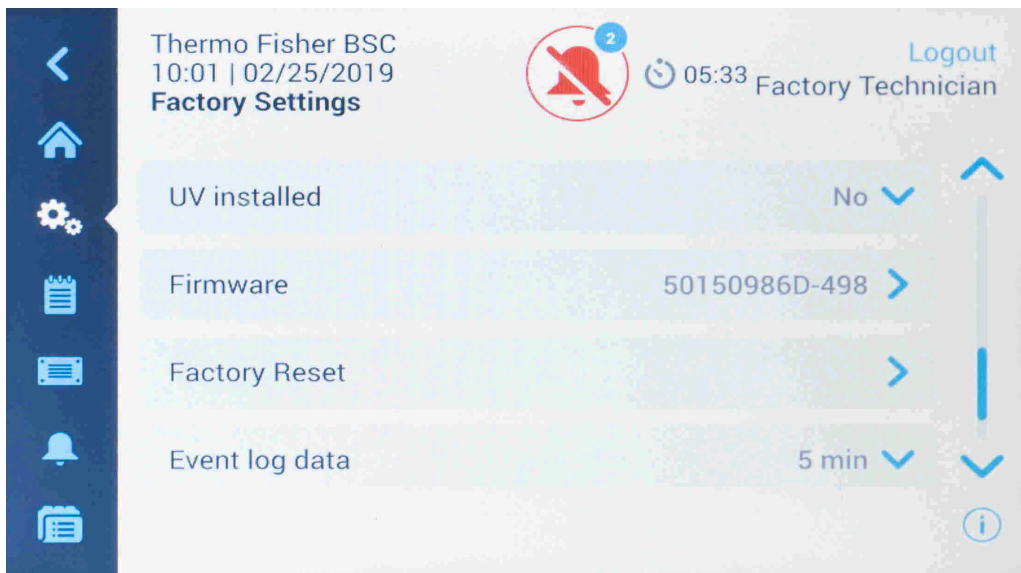 Thermo Fisher BSC
10:01 | 02/25/2019
Factory Settings
2
05:33
Logout
Factory Technician
UV installed No
Firmware 50150986D-498
Factory Reset
Event log data 5 min
i